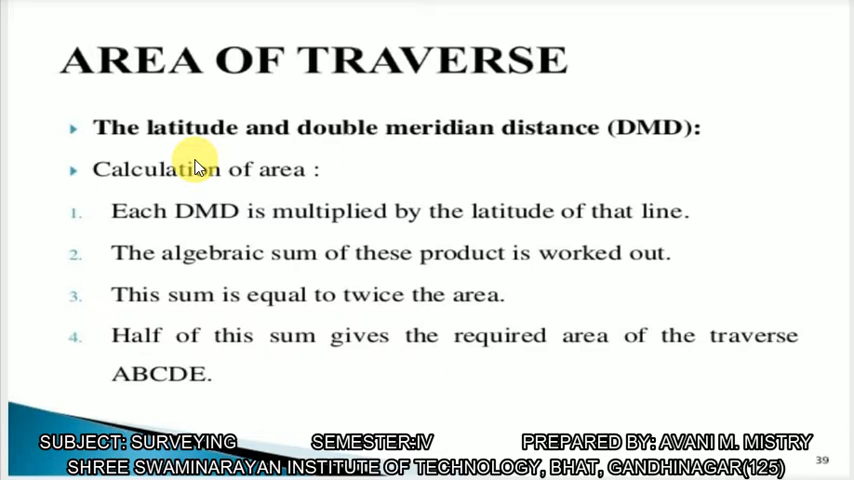 AREA OF TRAVERSE
The latitude and double meridian distance (DMD):
Calculation of area :
1. Each DMD is multiplied by the latitude of that line.
2. The algebraic sum of these product is worked out.
3. This sum is equal to twice the area.
4. Half of this sum gives the required area of the traverse
ABCDE.
SUBJECT: SURVEYING SEMESTER:IV PREPARED BY: AVANI M. MISTRY
SHREE SWAMINARAYAN INSTITUTE OF TECHNOLOGY, BHAT, GANDHINAGAR(125)
39